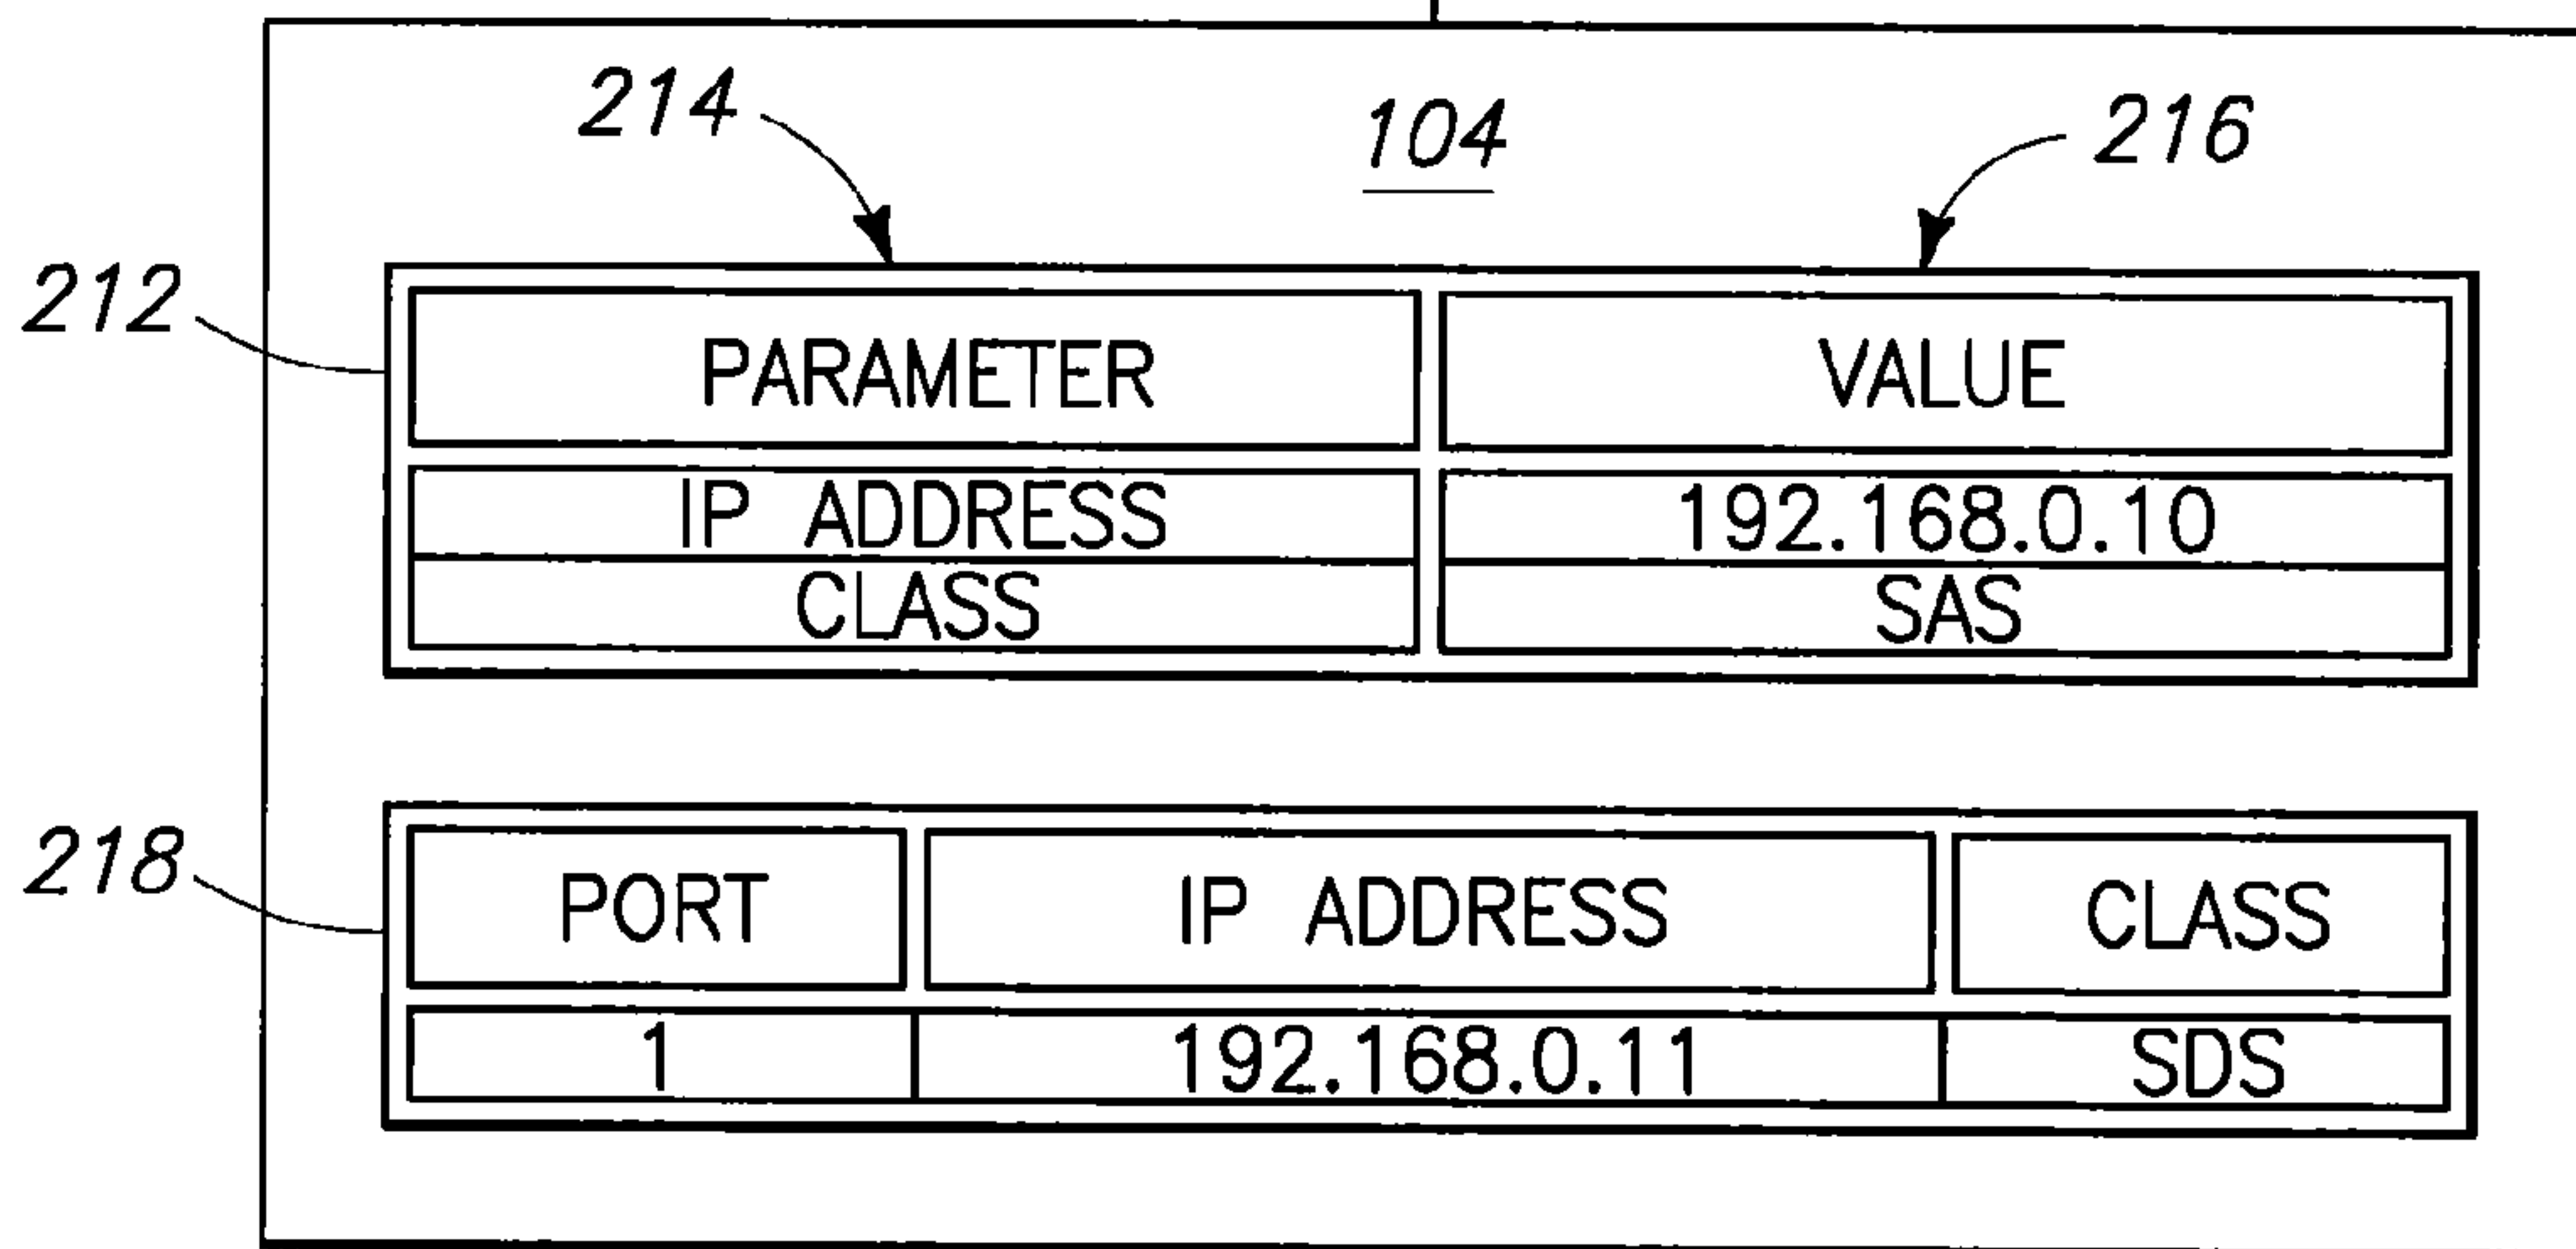 214 104 216
212
PARAMETER VALUE
IP ADDRESS 192.168.0.10
CLASS SAS
218
PORT IP ADDRESS CLASS
1 192.168.0.11 SDS